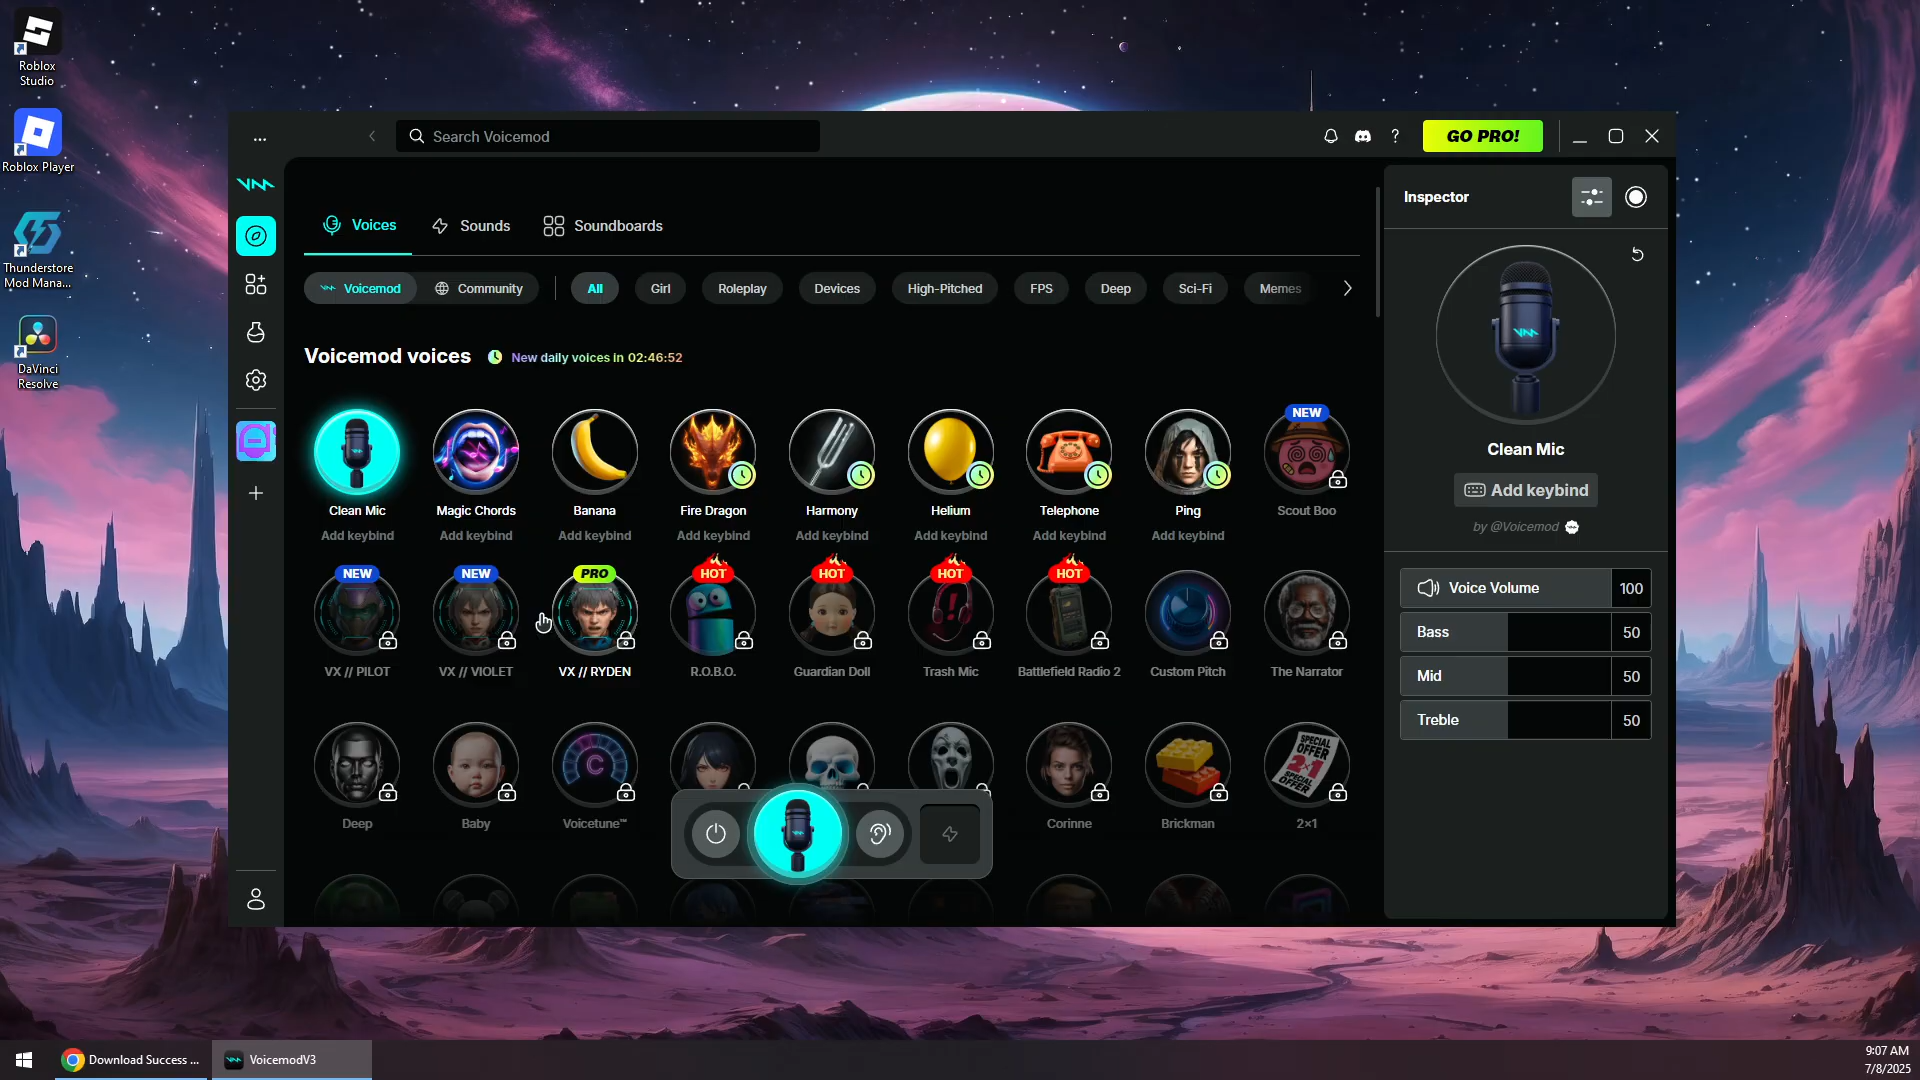 Roblox
Studio
Roblox Player
Thunderstore
Mod Mana...
DaVinci
Resolve
...
Search Voicemod
?
GO PRO!
Voices
Sounds
Soundboards
Inspector
Voicemod
Community
All
Girl
Roleplay
Devices
High-Pitched
FPS
Deep
Sci-Fi
Memes
Voicemod voices
New daily voices in 02:46:52
NEW
Clean Mic
Magic Chords
Banana
Fire Dragon
Harmony
Helium
Telephone
Ping
Scout Boo
Add keybind
Add keybind
Add keybind
Add keybind
Add keybind
Add keybind
Add keybind
Add keybind
NEW
NEW
PRO
HOT
HOT
HOT
HOT
VX // PILOT
VX // VIOLET
VX // RYDEN
R.O.B.O.
Guardian Doll
Trash Mic
Battlefield Radio 2
Custom Pitch
The Narrator
C
SPECIAL
OFFER
2×1
SPECIAL
OFFER
Deep
Baby
Voicetune™
Corinne
Brickman
2×1
Clean Mic
Add keybind
by @Voicemod
Voice Volume 100
Bass 50
Mid 50
Treble 50
Download Success ...
VoicemodV3
9:07 AM
7/8/2025